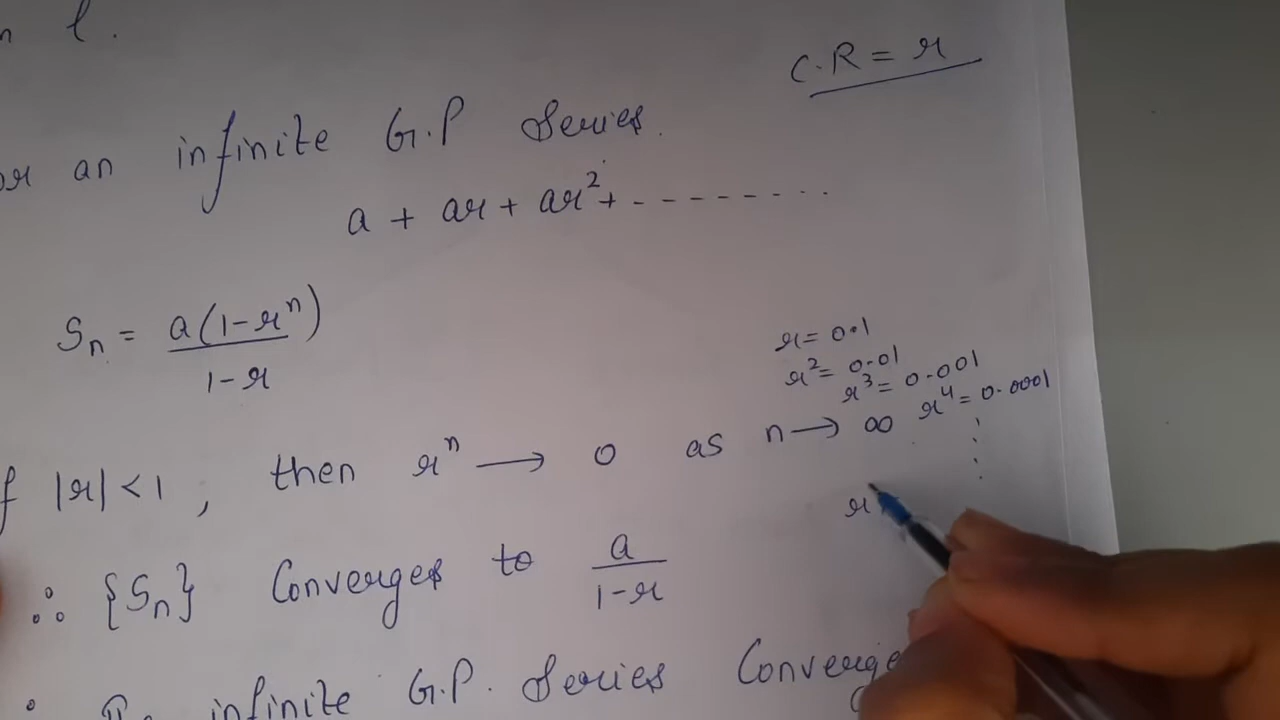 l.
C.R = r
an infinite G.P Series.
a + ar + ar² + - - - - - - - - -
Sₙ = a(1-rⁿ) / 1-r
r = 0.1
r² = 0.01
r³ = 0.001
r⁴ = 0.0001
|r| < 1, then rⁿ → 0 as n → ∞
r
∴ {Sₙ} Converges to a / 1-r
infinite G.P. Series